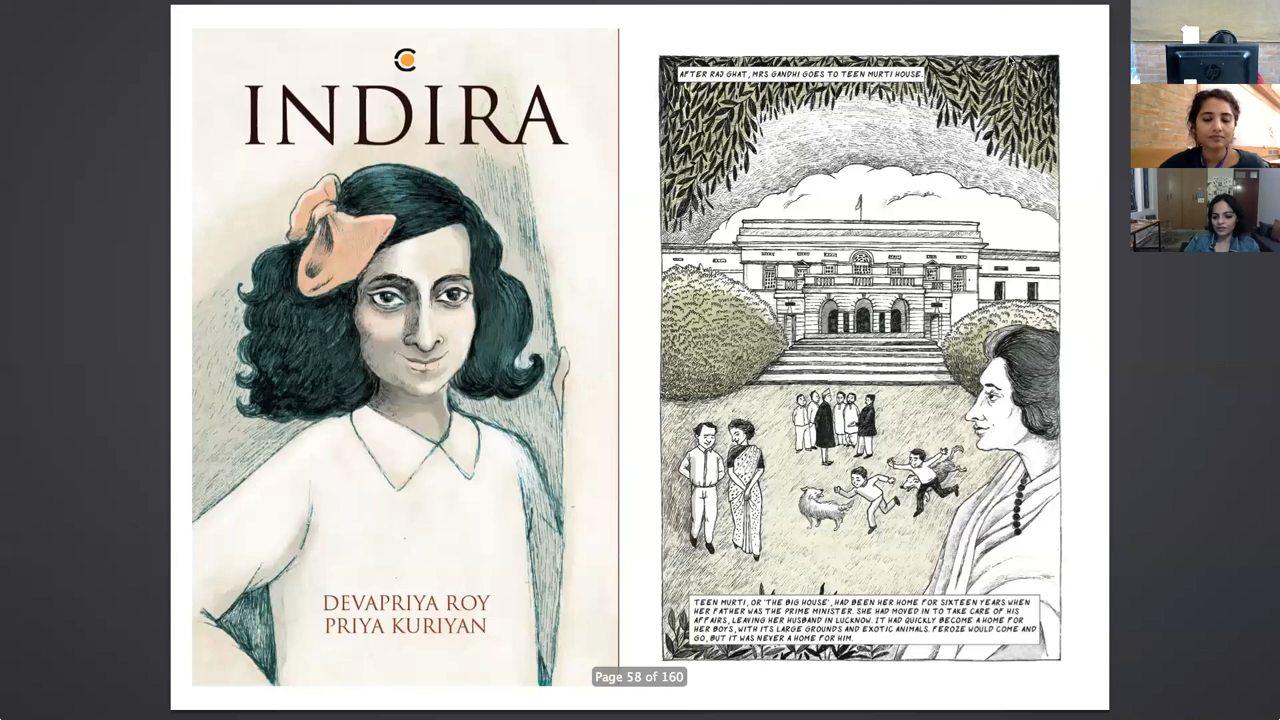 INDIRA
DEVAPRIYA ROY
PRIYA KURIYAN
AFTER RAJ GHAT, MRS GANDHI GOES TO TEEN MURTI HOUSE.
TEEN MURTI, OR 'THE BIG HOUSE', HAD BEEN HER HOME FOR SIXTEEN YEARS WHEN
HER FATHER WAS THE PRIME MINISTER. SHE HAD MOVED IN TO TAKE CARE OF HIS
AFFAIRS, LEAVING HER HUSBAND IN LUCKNOW. IT HAD QUICKLY BECOME A HOME FOR
HER BOYS, WITH ITS LARGE GROUNDS AND EXOTIC ANIMALS. FEROZE WOULD COME AND
GO, BUT IT WAS NEVER A HOME FOR HIM.
Page 58 of 160
hp